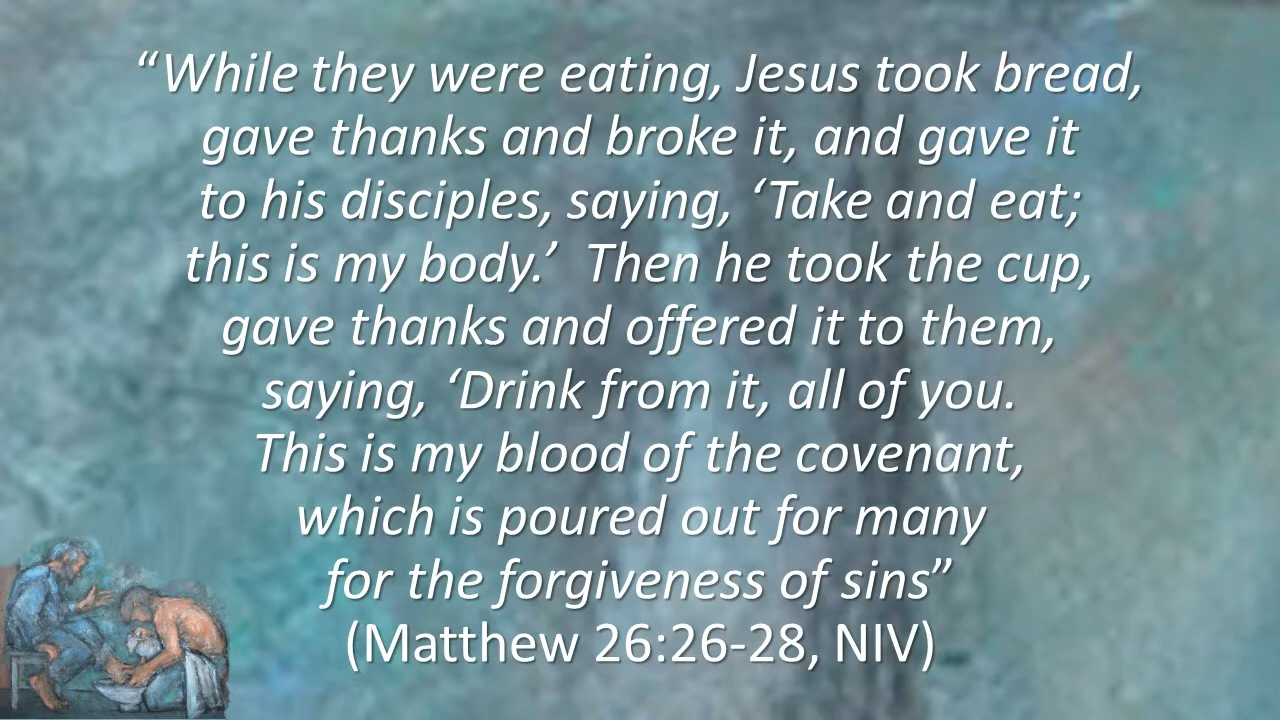 “While they were eating, Jesus took bread,
gave thanks and broke it, and gave it
to his disciples, saying, ‘Take and eat;
this is my body.’  Then he took the cup,
gave thanks and offered it to them,
saying, ‘Drink from it, all of you.
This is my blood of the covenant,
which is poured out for many
for the forgiveness of sins”
(Matthew 26:26-28, NIV)